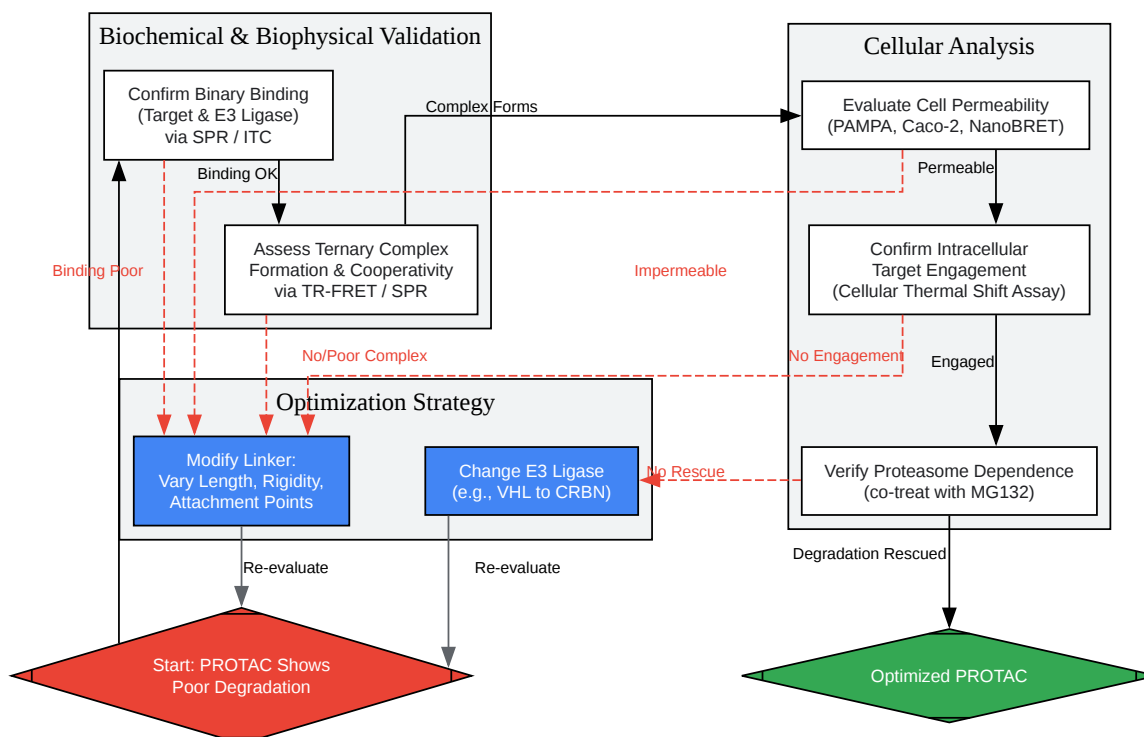 Biochemical & Biophysical Validation
Confirm Binary Binding
(Target & E3 Ligase)
via SPR / ITC
Binding OK
Assess Ternary Complex
Formation & Cooperativity
via TR-FRET / SPR
Binding Poor
Complex Forms
Cellular Analysis
Evaluate Cell Permeability
(PAMPA, Caco-2, NanoBRET)
Permeable
Impermeable
Confirm Intracellular
Target Engagement
(Cellular Thermal Shift Assay)
No/Poor Complex
No Engagement
Engaged
Optimization Strategy
Modify Linker:
Vary Length, Rigidity,
Attachment Points
Change E3 Ligase
(e.g., VHL to CRBN)
No Rescue
Verify Proteasome Dependence
(co-treat with MG132)
Re-evaluate
Re-evaluate
Degradation Rescued
Start: PROTAC Shows
Poor Degradation
Optimized PROTAC